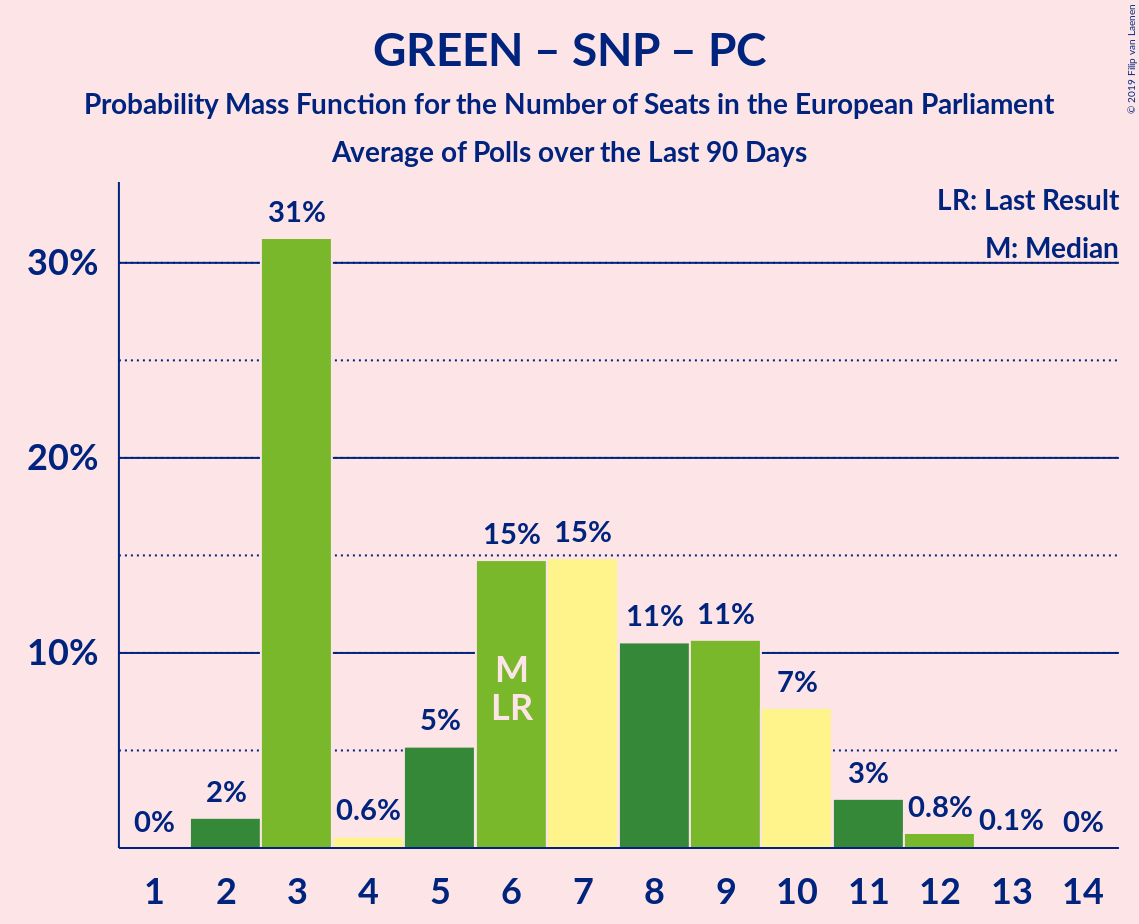 GREEN – SNP – PC
Probability Mass Function for the Number of Seats in the European Parliament
Average of Polls over the Last 90 Days
© 2019 Filip van Laenen
LR: Last Result
M: Median
30%
20%
10%
0%
2%
31%
0.6%
5%
15%
15%
11%
11%
7%
3%
0.8%
0.1%
0%
M
LR
1 2 3 4 5 6 7 8 9 10 11 12 13 14